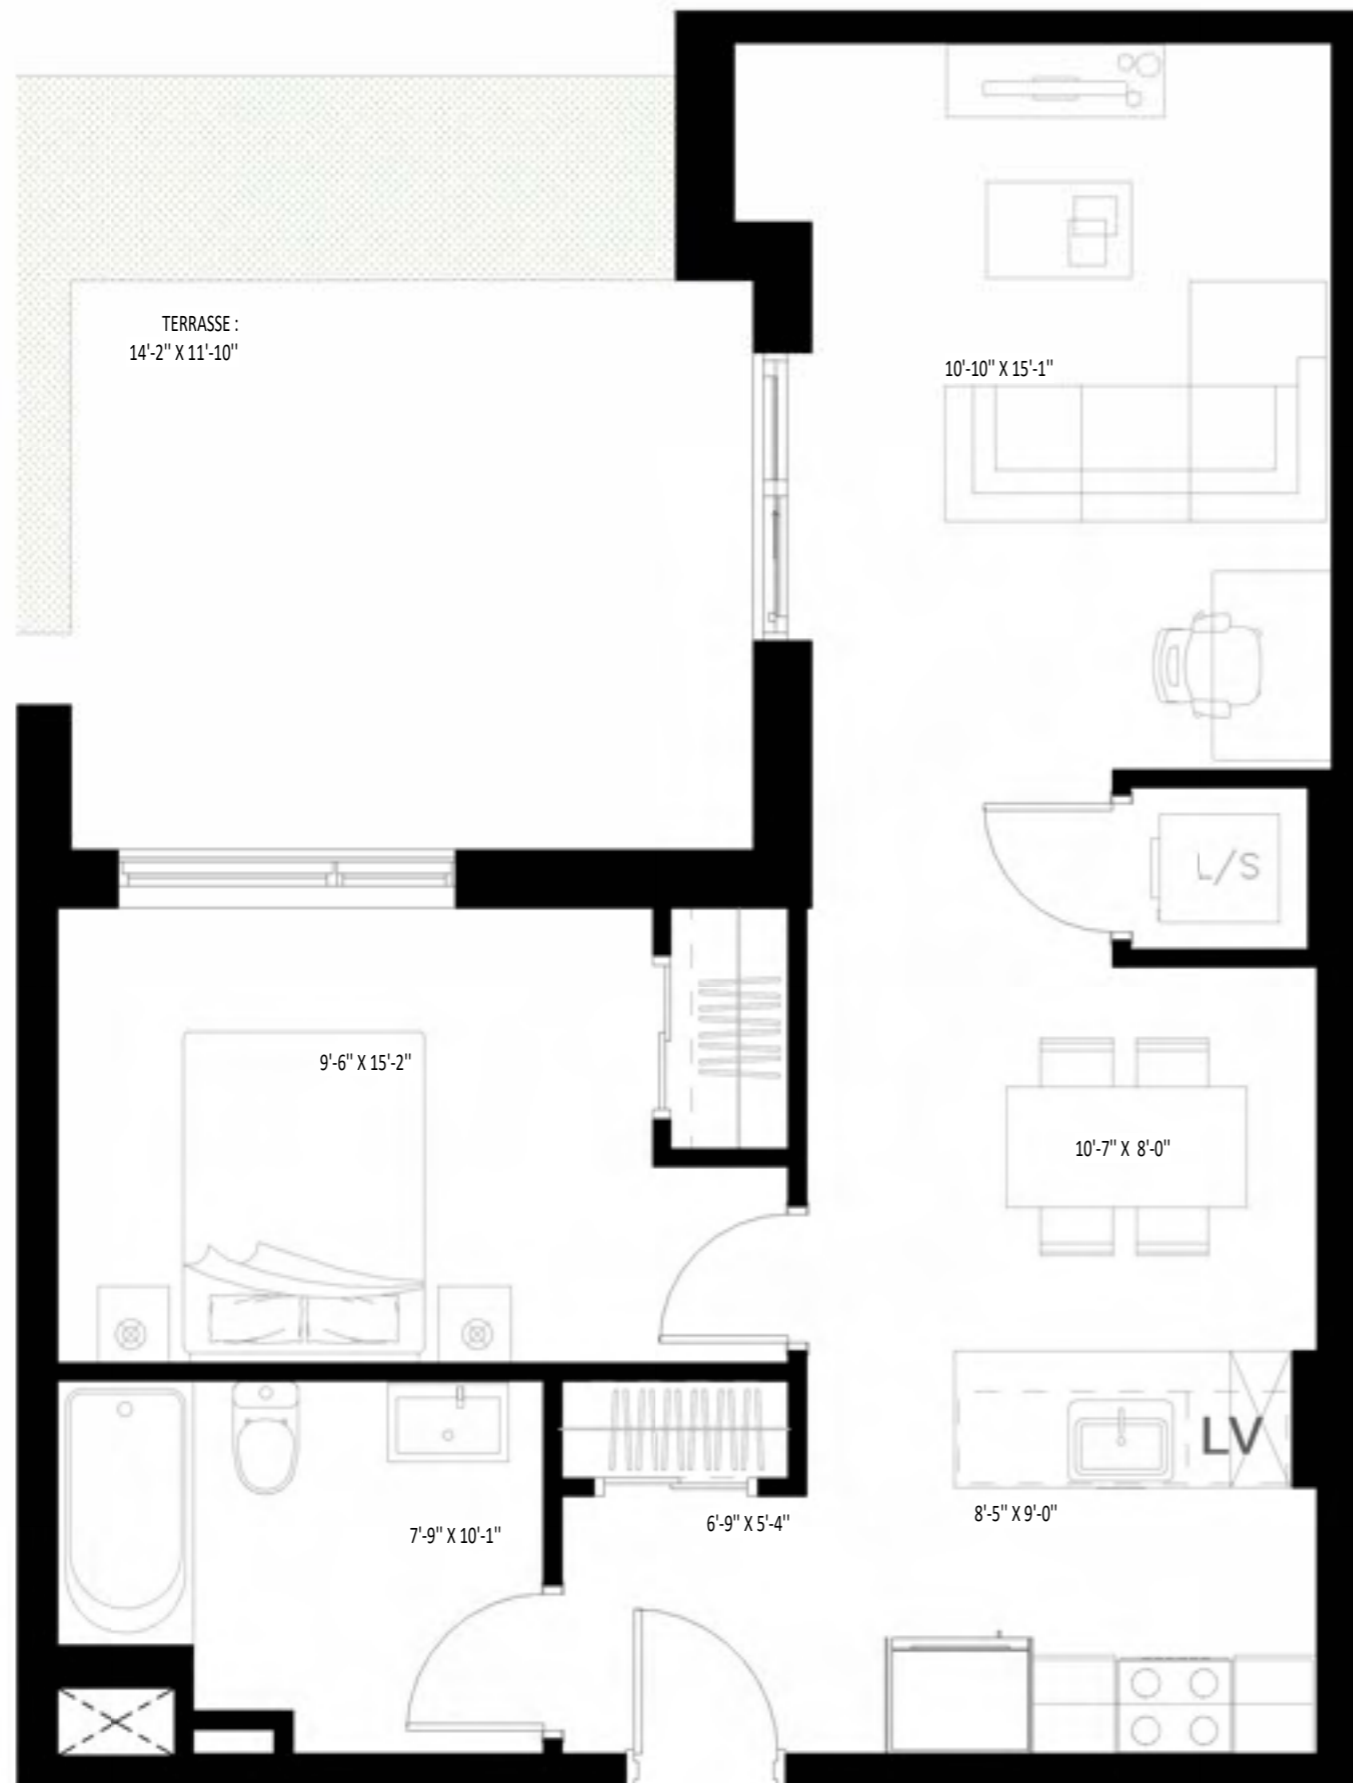 TERRASSE :
14'-2" X 11'-10"
10'-10" X 15'-1"
L/S
9'-6" X 15'-2"
10'-7" X 8'-0"
LV
7'-9" X 10'-1"
6'-9" X 5'-4"
8'-5" X 9'-0"